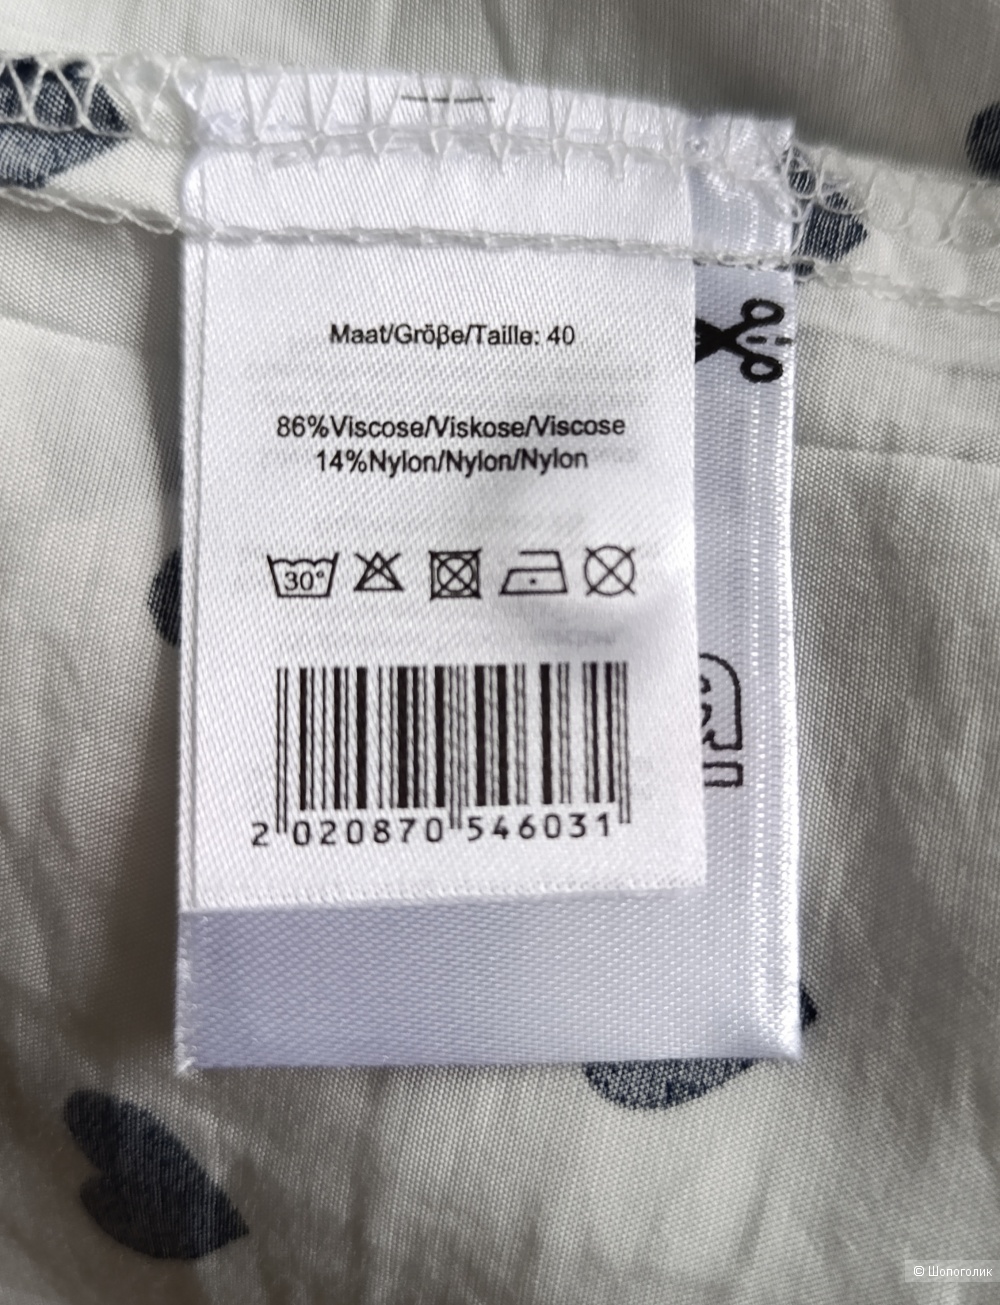 Maat/Größe/Taille: 40
86%Viscose/Viskose/Viscose
14%Nylon/Nylon/Nylon
30°
2 020870 546031
© Шопоголик